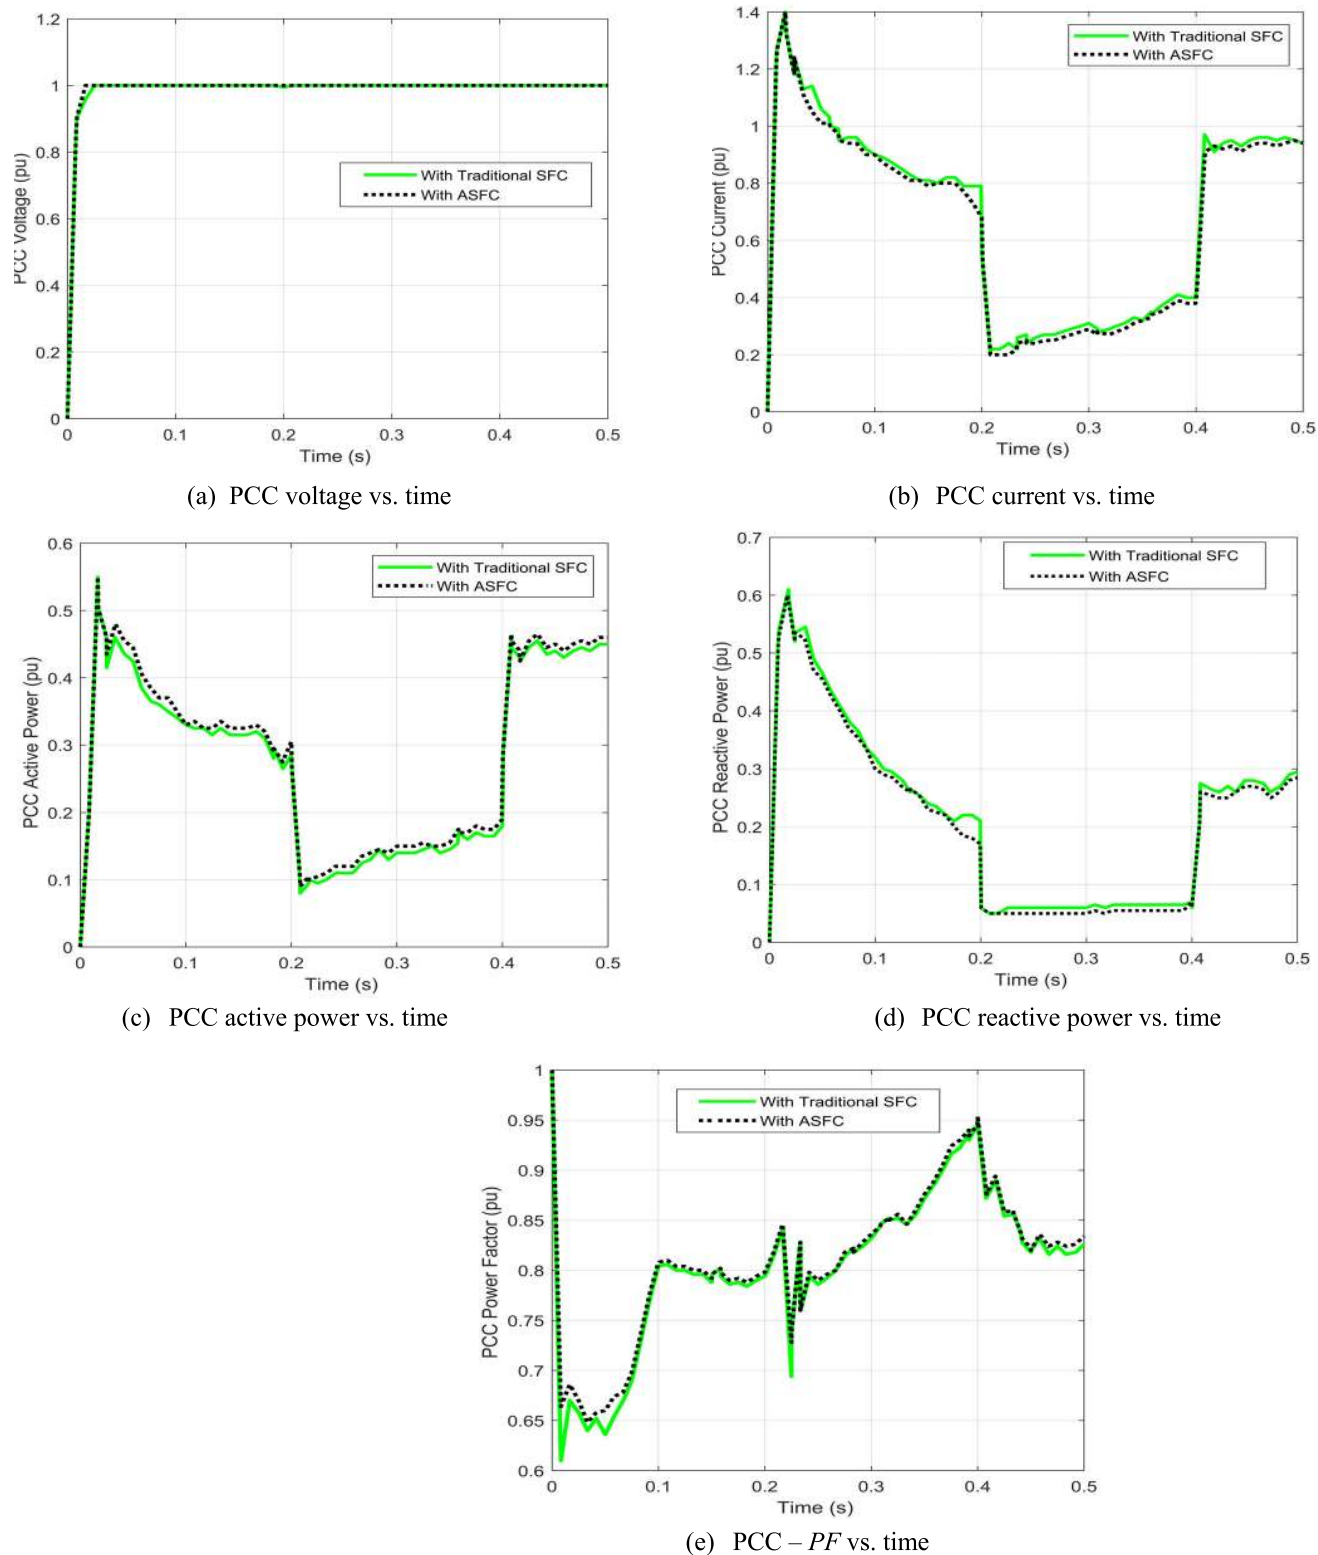 1.2
1
0.8
0.6
0.4
0.2
0
PCC Voltage (pu)
With Traditional SFC
With ASFC
0 0.1 0.2 0.3 0.4 0.5
Time (s)
(a) PCC voltage vs. time
1.4
1.2
1
0.8
0.6
0.4
0.2
0
PCC Current (pu)
With Traditional SFC
With ASFC
0 0.1 0.2 0.3 0.4 0.5
Time (s)
(b) PCC current vs. time
0.6
0.5
0.4
0.3
0.2
0.1
0
PCC Active Power (pu)
With Traditional SFC
With ASFC
0 0.1 0.2 0.3 0.4 0.5
Time (s)
(c) PCC active power vs. time
0.7
0.6
0.5
0.4
0.3
0.2
0.1
0
PCC Reactive Power (pu)
With Traditional SFC
With ASFC
0 0.1 0.2 0.3 0.4 0.5
Time (s)
(d) PCC reactive power vs. time
1
0.95
0.9
0.85
0.8
0.75
0.7
0.65
0.6
PCC Power Factor (pu)
With Traditional SFC
With ASFC
0 0.1 0.2 0.3 0.4 0.5
Time (s)
(e) PCC – PF vs. time